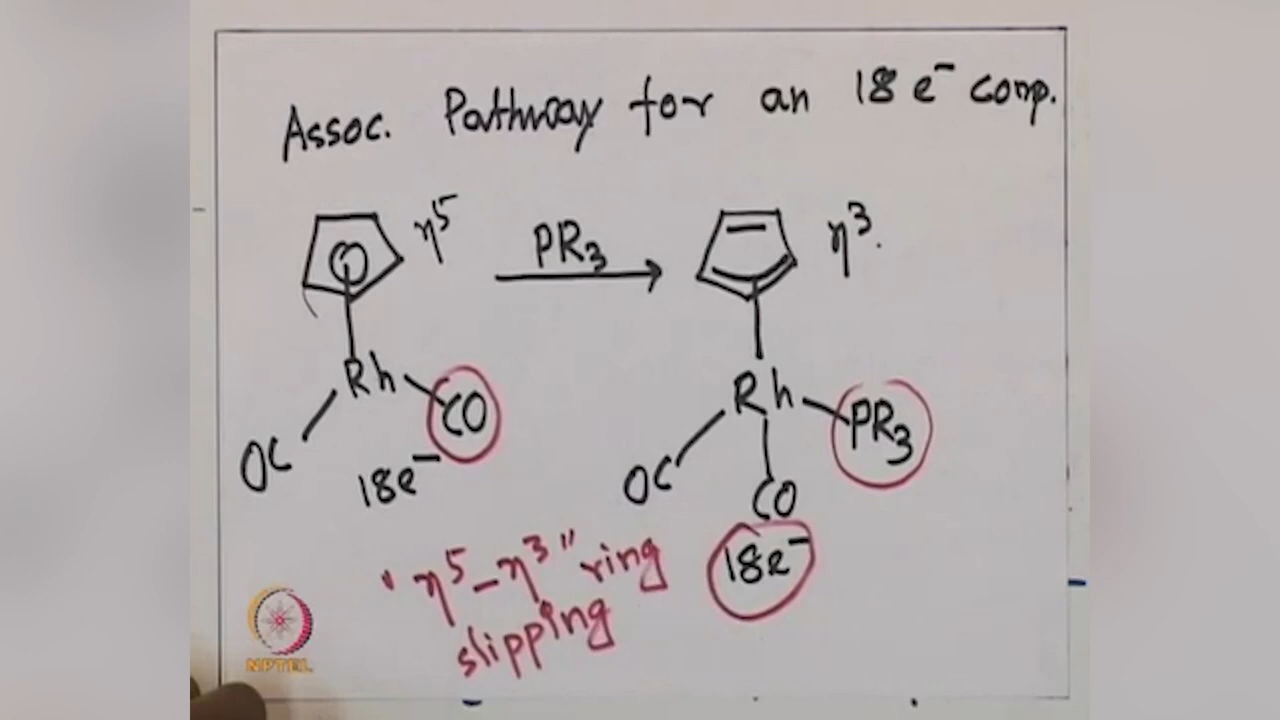 Assoc. Pathway for an 18 e⁻ comp.
η⁵
PR₃
η³.
Rh
CO
OC
18e⁻
Rh
PR₃
OC
CO
18e⁻
"η⁵-η³" ring
slipping
NPTEL